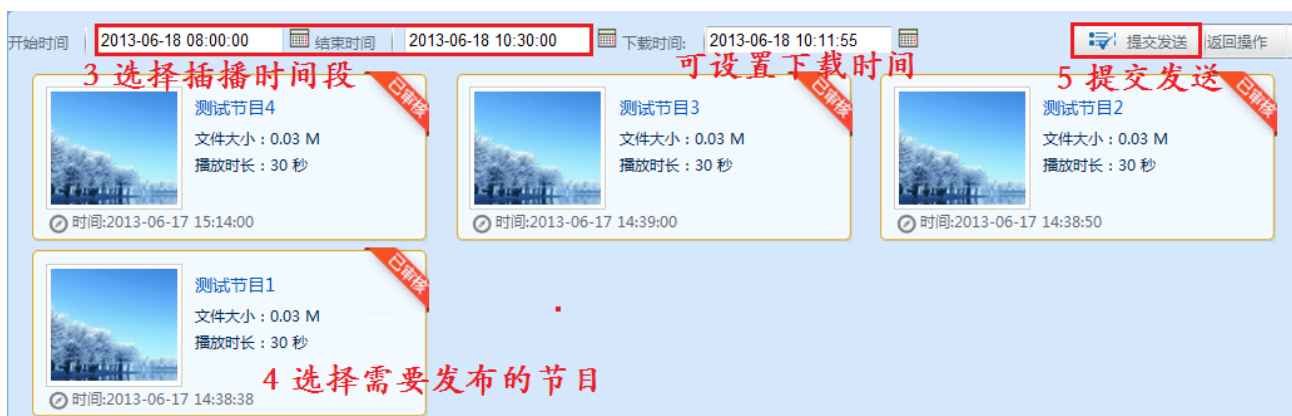 开始时间 2013-06-18 08:00:00 结束时间 2013-06-18 10:30:00 下载时间: 2013-06-18 10:11:55 提交发送 返回操作
3 选择插播时间段 可设置下载时间 5 提交发送
测试节目4
文件大小：0.03 M
播放时长：30 秒
时间:2013-06-17 15:14:00
已审核
测试节目3
文件大小：0.03 M
播放时长：30 秒
时间:2013-06-17 14:39:00
已审核
测试节目2
文件大小：0.03 M
播放时长：30 秒
时间:2013-06-17 14:38:50
已审核
测试节目1
文件大小：0.03 M
播放时长：30 秒
时间:2013-06-17 14:38:38
已审核
4 选择需要发布的节目